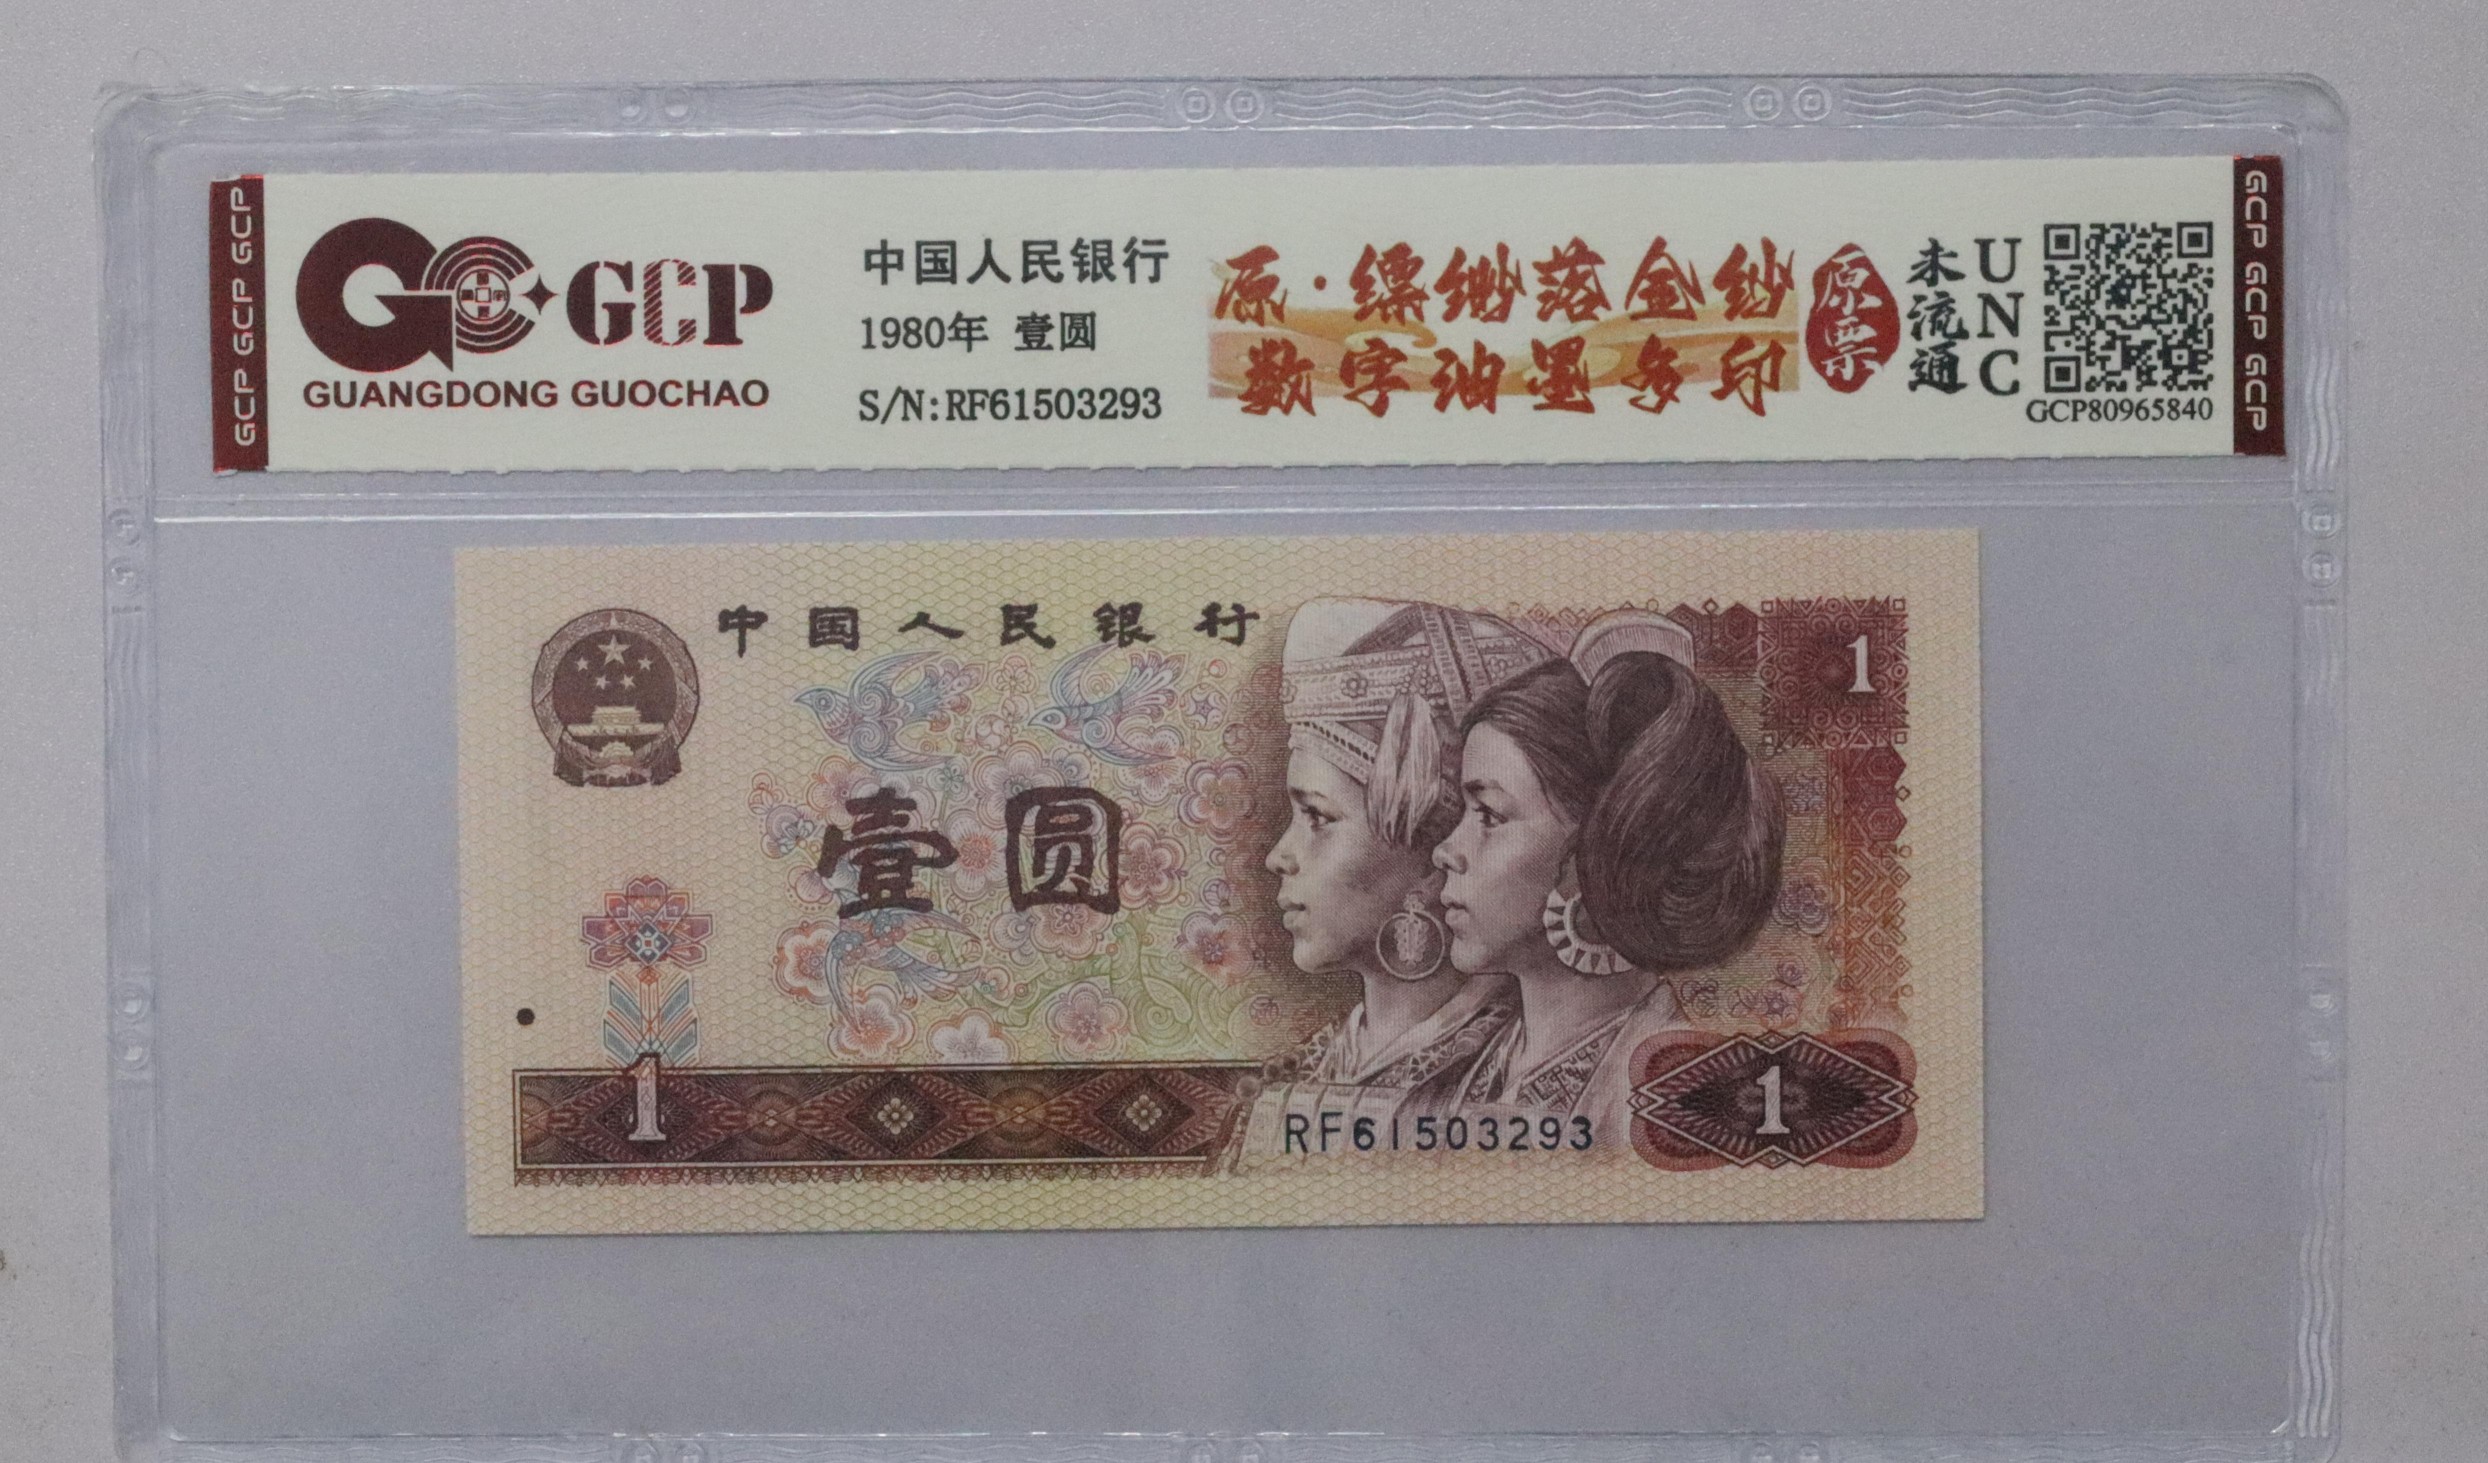 GCP GCP GCP
GCP
GUANGDONG GUOCHAO
中国人民银行
1980年 壹圆
S/N:RF61503293
原·缥缈落金纱
数字油墨多印
原票
未流通
UNC
GCP80965840
GCP GCP GCP
中国人民银行
1
壹圆
1
RF61503293
1